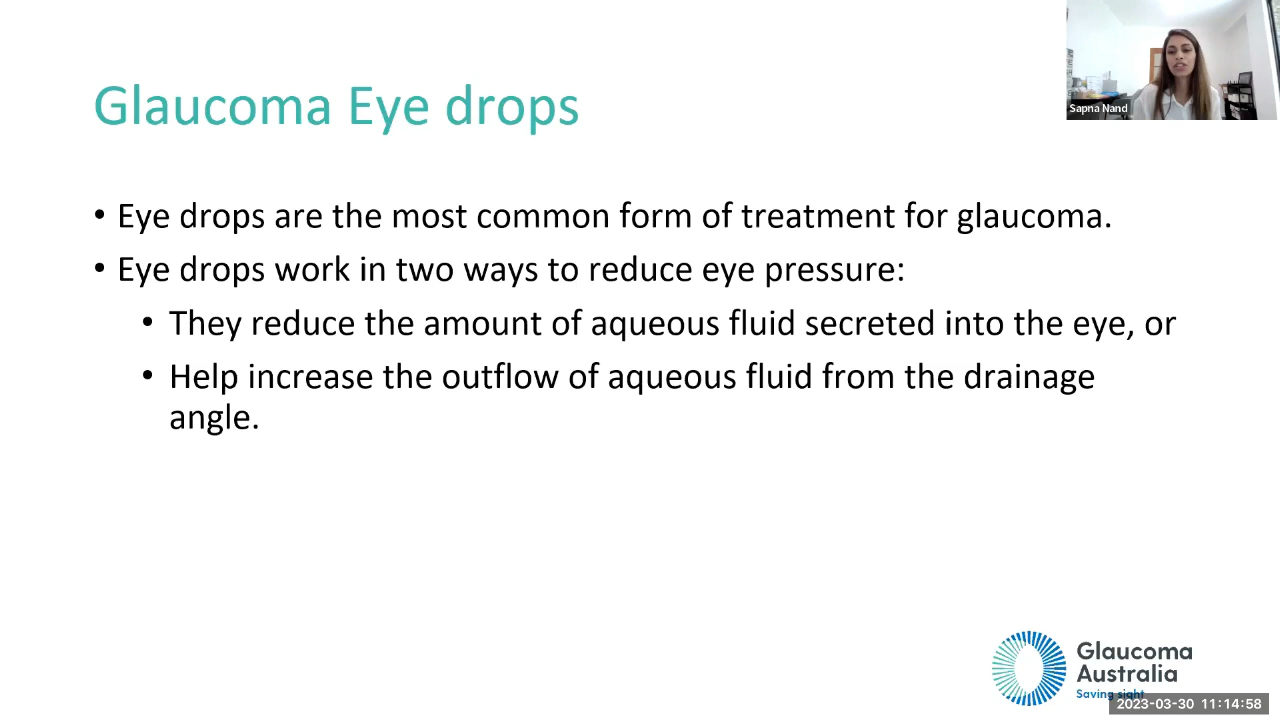 Sapna Nand
Glaucoma Eye drops
• Eye drops are the most common form of treatment for glaucoma.
• Eye drops work in two ways to reduce eye pressure:
• They reduce the amount of aqueous fluid secreted into the eye, or
• Help increase the outflow of aqueous fluid from the drainage
angle.
Glaucoma
Australia
Saving sight
2023-03-30 11:14:58